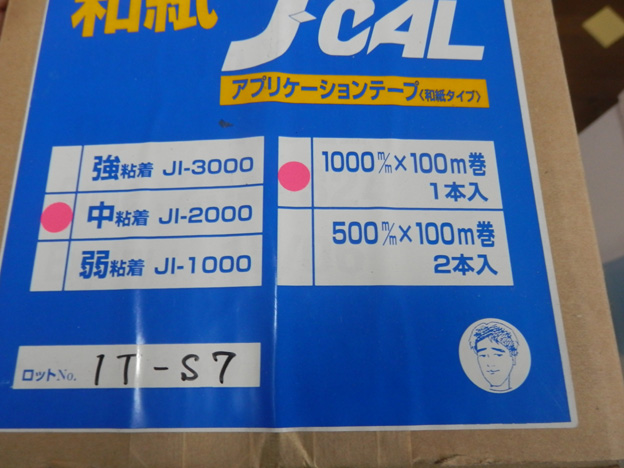 和紙
J-CAL
アプリケーションテープ〈和紙タイプ〉
強粘着 JI-3000
中粘着 JI-2000
弱粘着 JI-1000
1000m/m×100m巻
1本入
500m/m×100m巻
2本入
ロットNo. 1T-S7